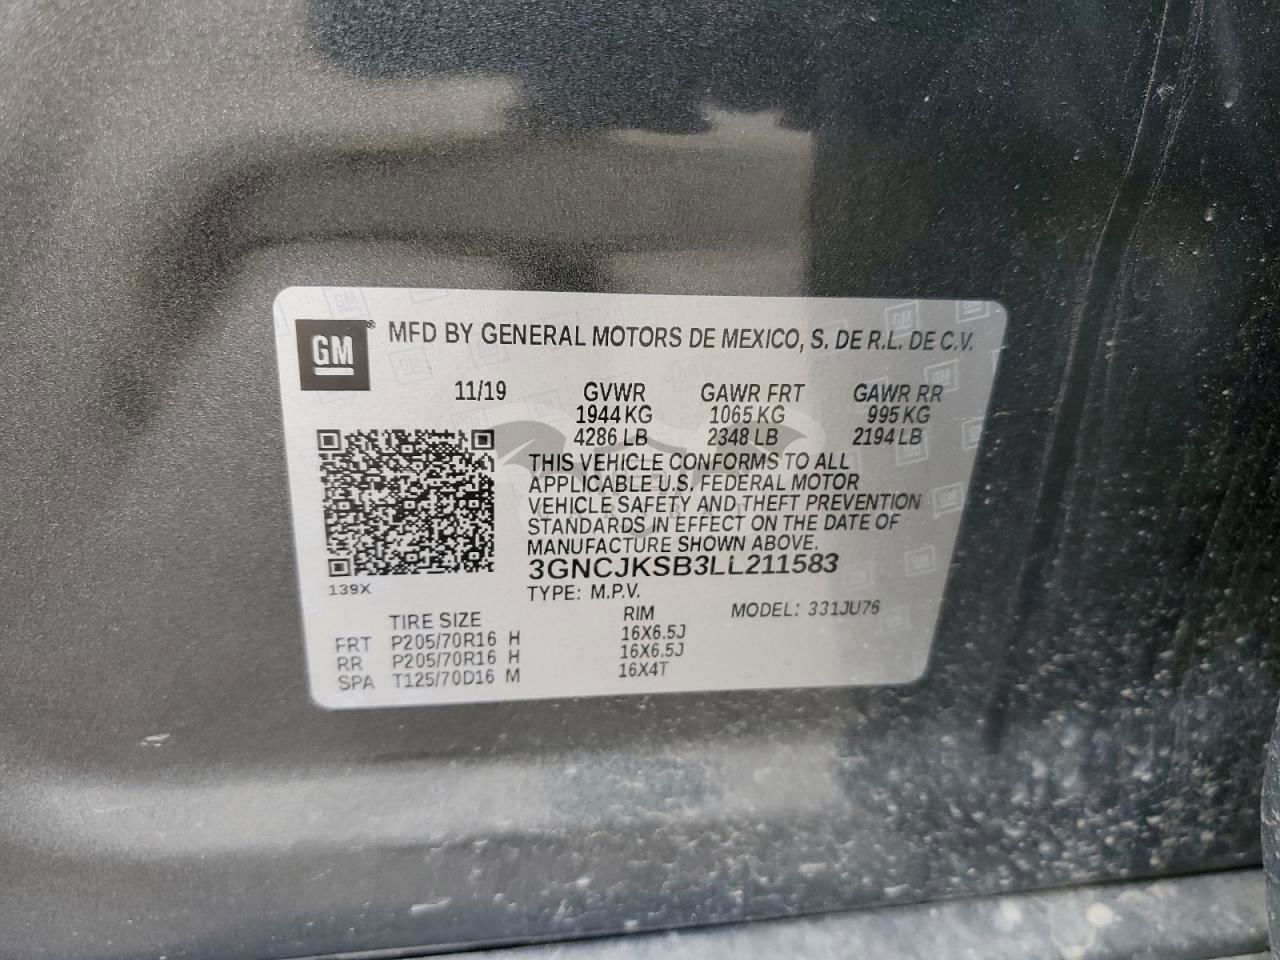 GM® MFD BY GENERAL MOTORS DE MEXICO, S. DE R.L. DE C.V.
11/19 GVWR GAWR FRT GAWR RR
1944 KG 1065 KG 995 KG
4286 LB 2348 LB 2194 LB
THIS VEHICLE CONFORMS TO ALL
APPLICABLE U.S. FEDERAL MOTOR
VEHICLE SAFETY AND THEFT PREVENTION
STANDARDS IN EFFECT ON THE DATE OF
MANUFACTURE SHOWN ABOVE.
3GNCJKSB3LL211583
139X
TYPE: M.P.V.
TIRE SIZE RIM MODEL: 331JU76
FRT P205/70R16 H 16X6.5J
RR P205/70R16 H 16X6.5J
SPA T125/70D16 M 16X4T